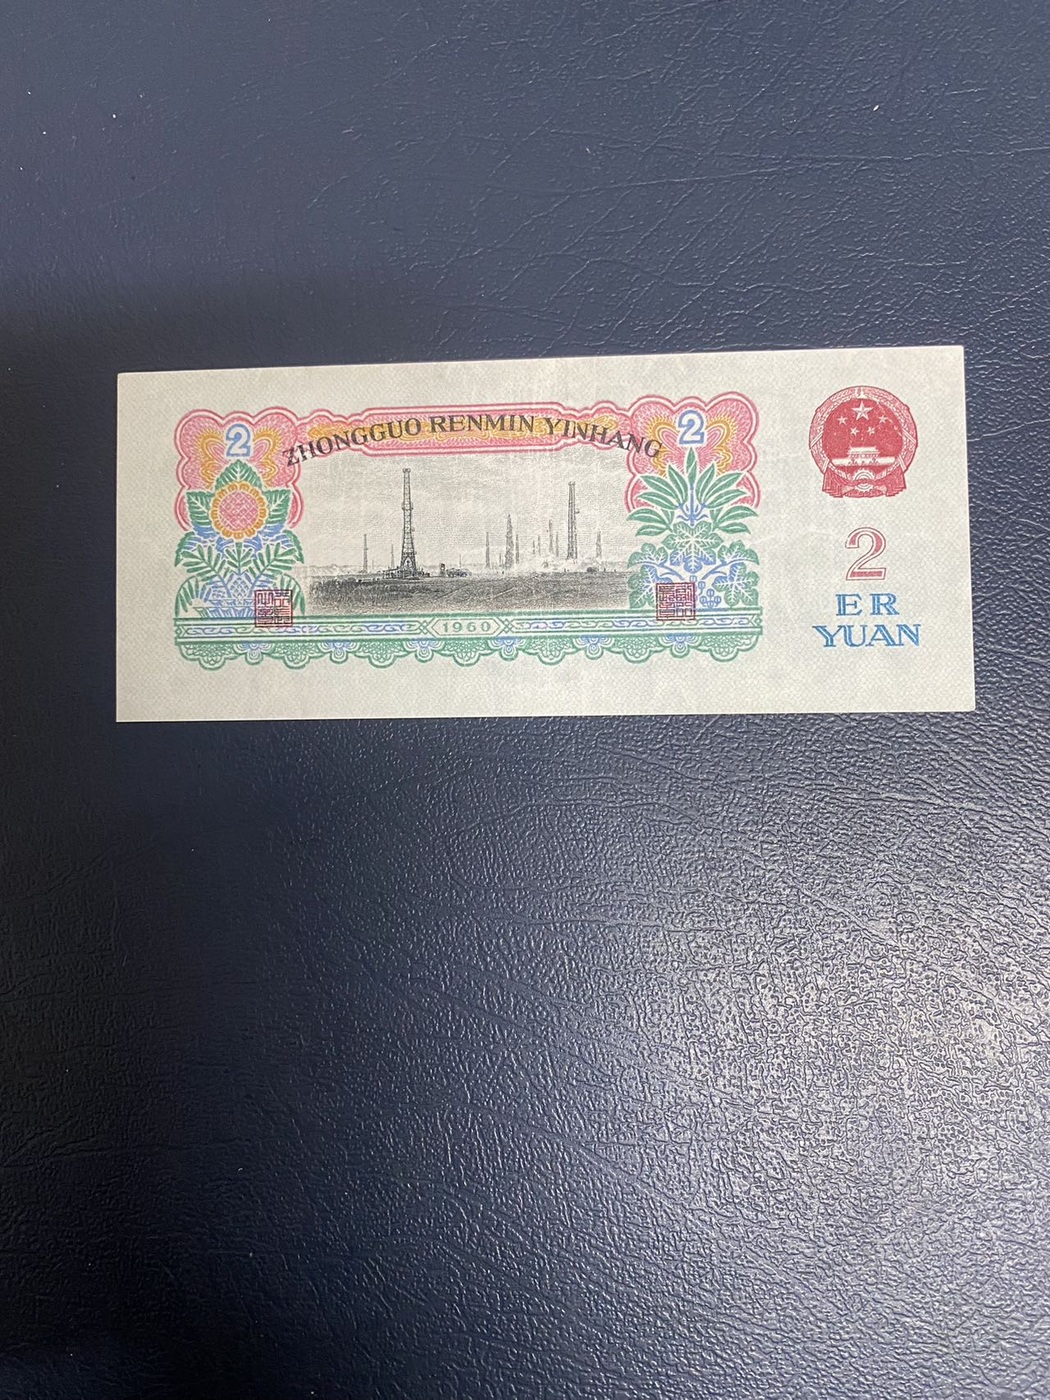 ZHONGGUO RENMIN YINHANG
2
2
1960
2
ER
YUAN